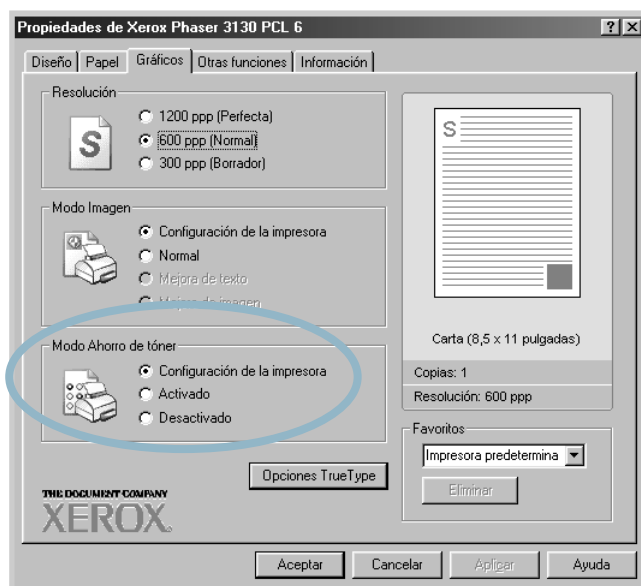 Propiedades de Xerox Phaser 3130 PCL 6
Diseño Papel Gráficos Otras funciones Información
Resolución
1200 ppp (Perfecta)
600 ppp (Normal)
300 ppp (Borrador)
S
S
Modo Imagen
Configuración de la impresora
Normal
Mejora de texto
Mejora de imagen
Carta (8,5 x 11 pulgadas)
Modo Ahorro de tóner
Configuración de la impresora
Activado
Desactivado
Copias: 1
Resolución: 600 ppp
Favoritos
Impresora predetermina
Eliminar
Opciones TrueType
THE DOCUMENT COMPANY
XEROX
Aceptar Cancelar Aplicar Ayuda